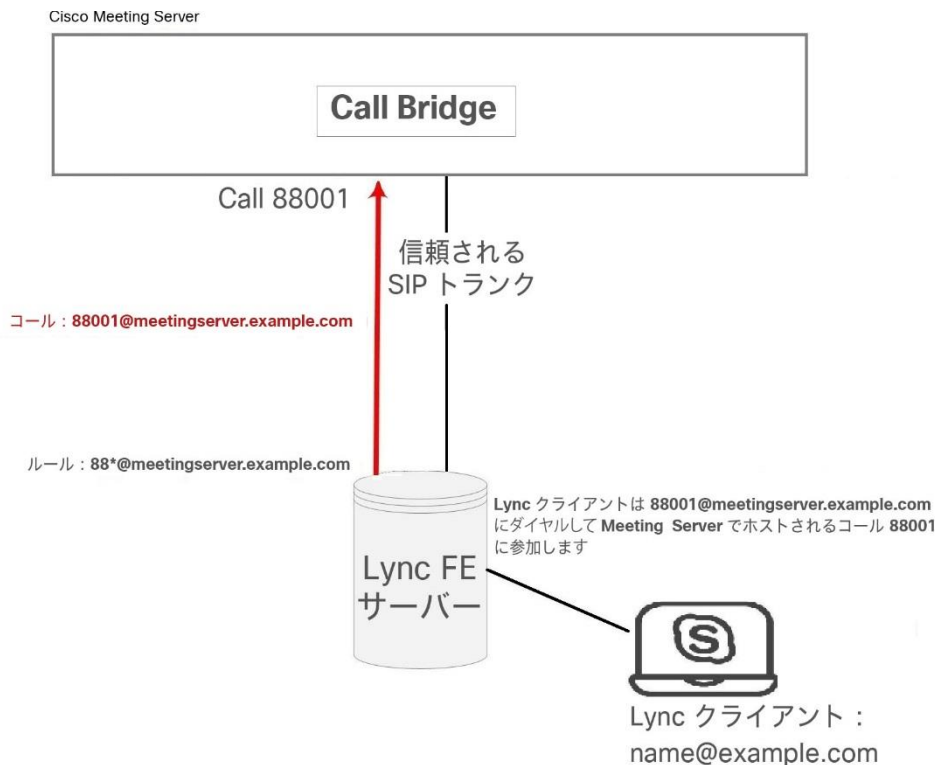 Cisco Meeting Server
Call Bridge
Call 88001
信頼される
SIP トランク
コール：88001@meetingserver.example.com
ルール：88*@meetingserver.example.com
Lync クライアントは 88001@meetingserver.example.com
にダイヤルして Meeting Server でホストされるコール 88001
に参加します
Lync FE
サーバー
S
Lync クライアント：
name@example.com